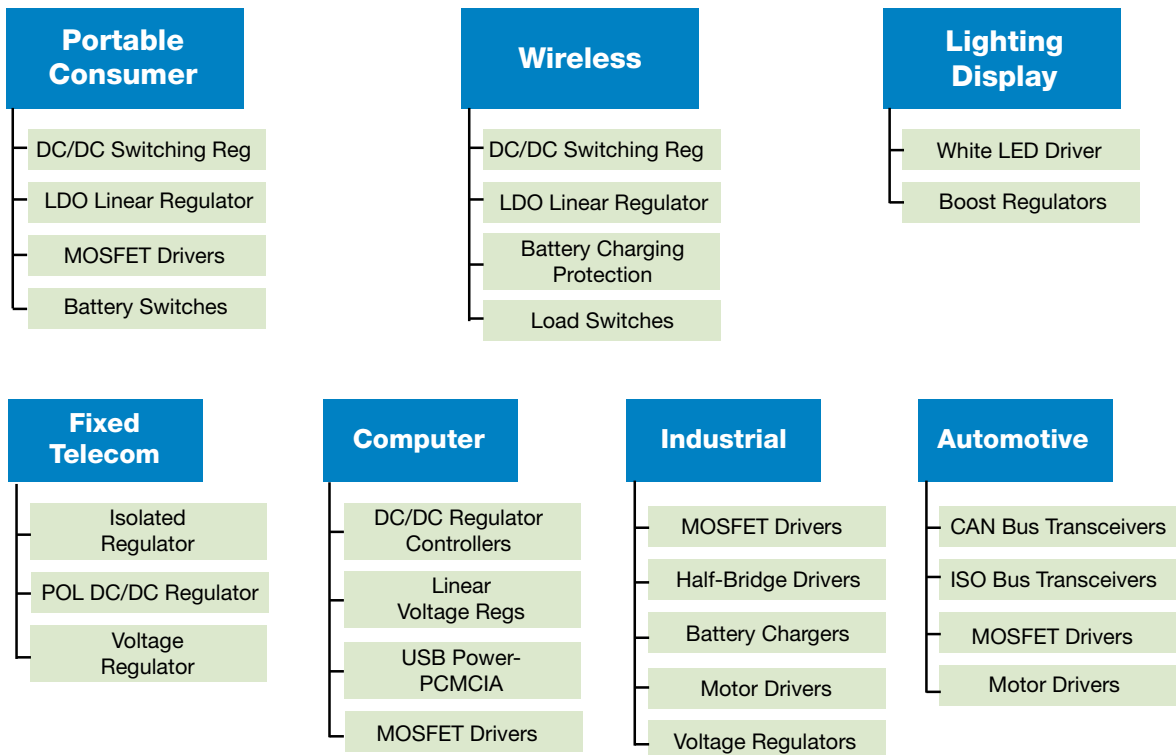 Portable
Consumer
DC/DC Switching Reg
LDO Linear Regulator
MOSFET Drivers
Battery Switches
Wireless
DC/DC Switching Reg
LDO Linear Regulator
Battery Charging
Protection
Load Switches
Lighting
Display
White LED Driver
Boost Regulators
Fixed
Telecom
Isolated
Regulator
POL DC/DC Regulator
Voltage
Regulator
Computer
DC/DC Regulator
Controllers
Linear
Voltage Regs
USB Power-
PCMCIA
MOSFET Drivers
Industrial
MOSFET Drivers
Half-Bridge Drivers
Battery Chargers
Motor Drivers
Voltage Regulators
Automotive
CAN Bus Transceivers
ISO Bus Transceivers
MOSFET Drivers
Motor Drivers